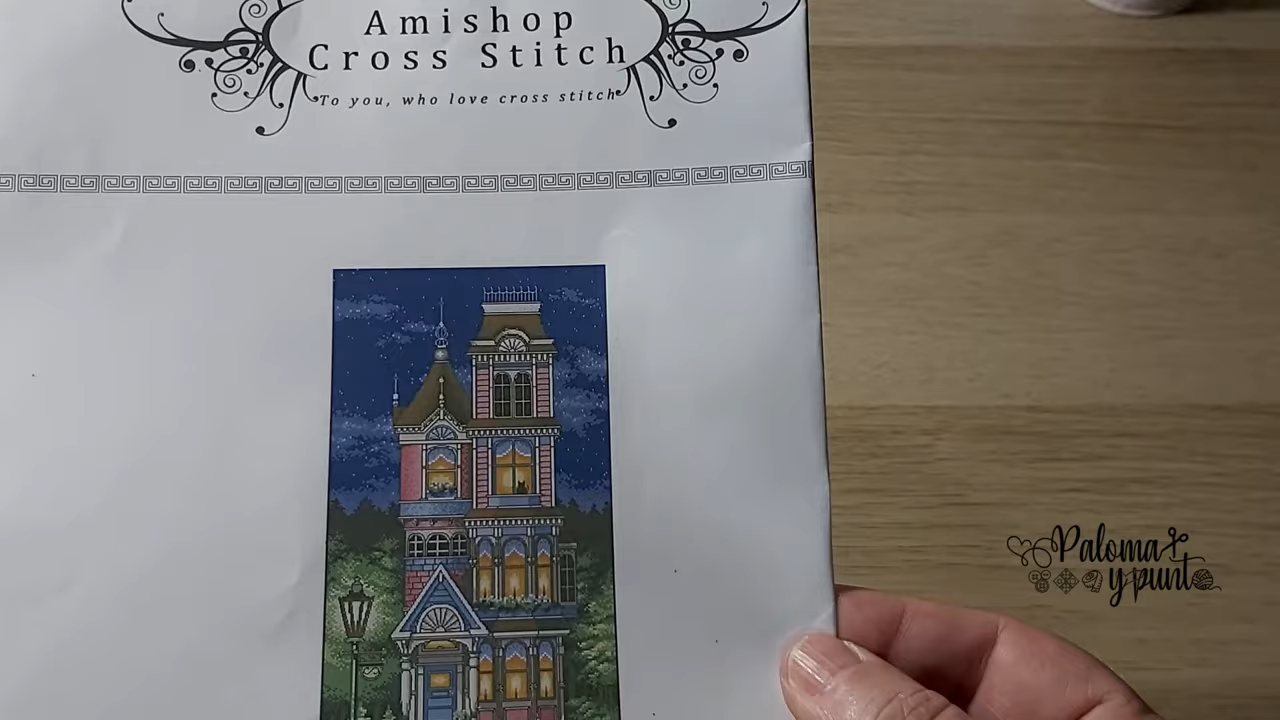 Amishop
Cross Stitch
To you, who love cross stitch
Paloma
y punto